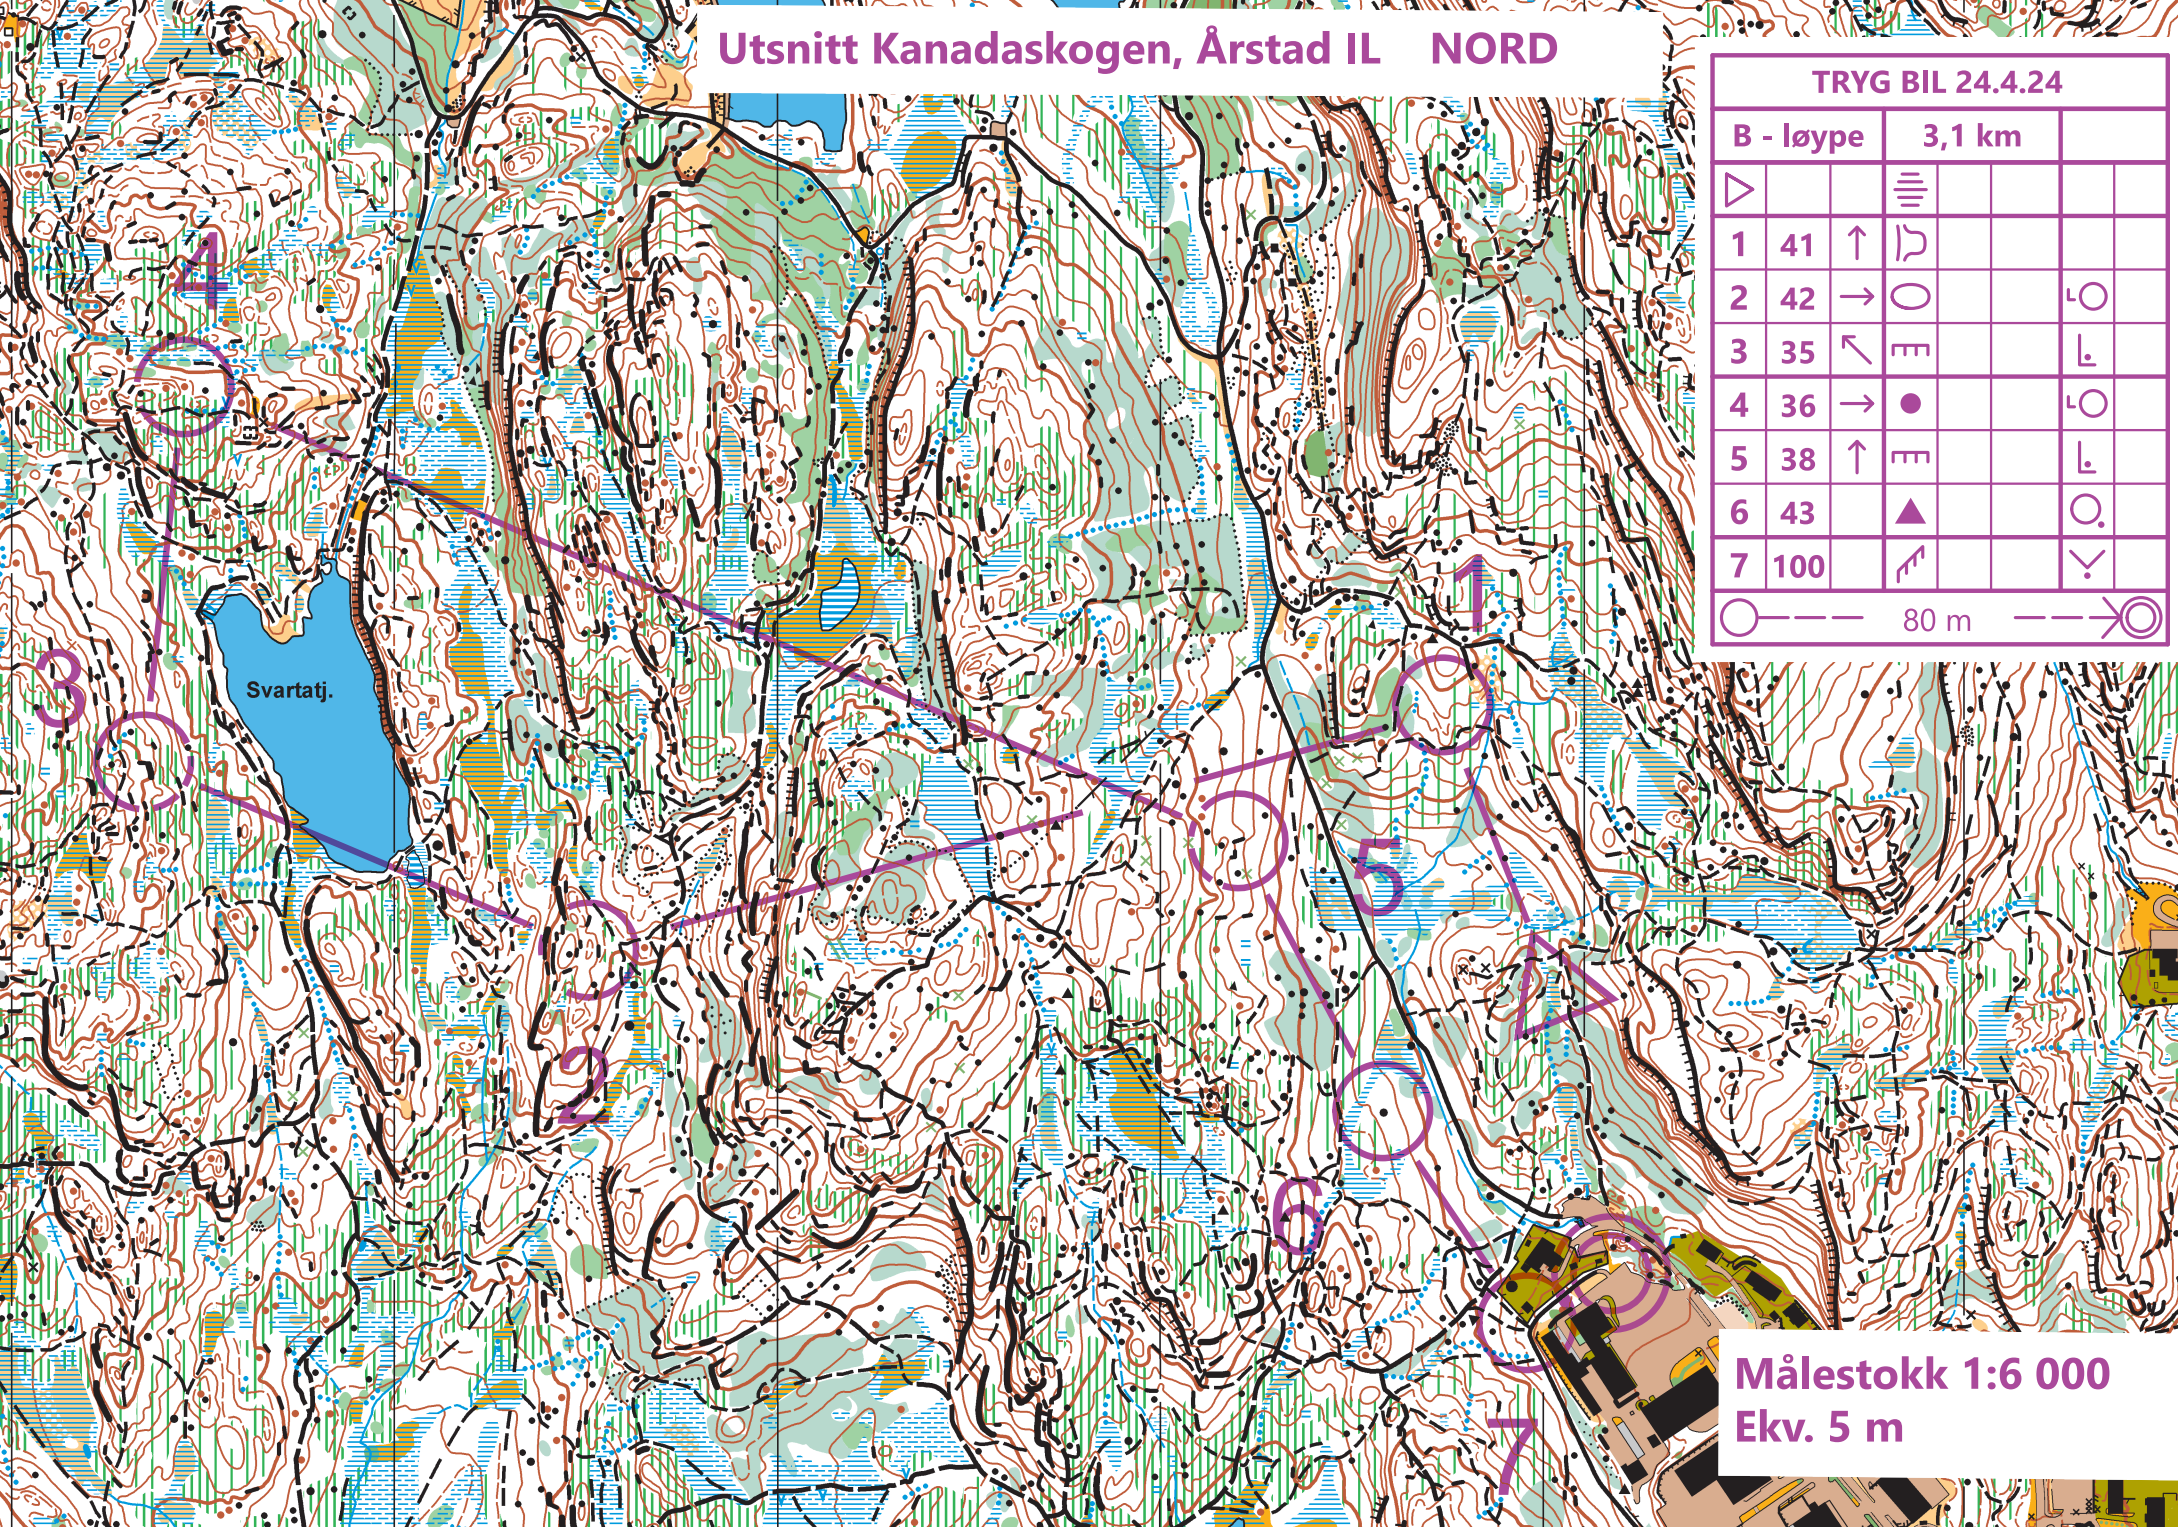 Utsnitt Kanadaskogen, Årstad IL NORD
TRYG BIL 24.4.24
B - løype 3,1 km
1 41
2 42
3 35
4 36
5 38
6 43
7 100
80 m
4
1
3
Svartatj.
5
2
6
7
Målestokk 1:6 000
Ekv. 5 m